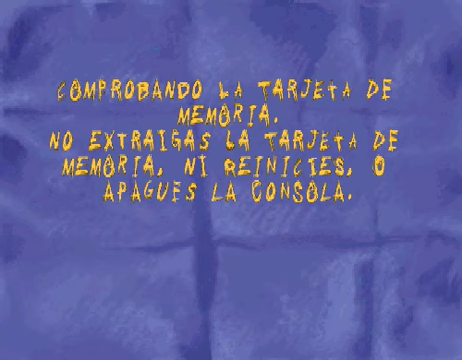 COMPROBANDO LA TARJETA DE
MEMORIA.
NO EXTRAIGAS LA TARJETA DE
MEMORIA, NI REINICIES, O
APAGUES LA CONSOLA.